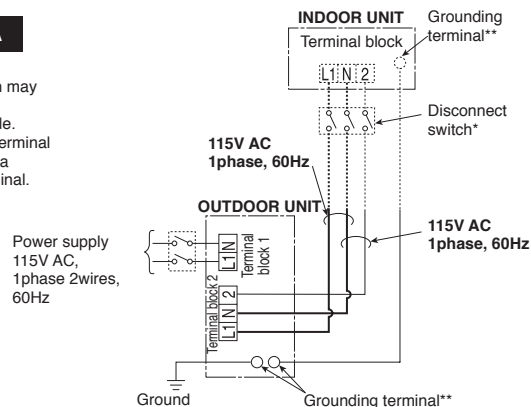 A
n may
le.
terminal
a
inal.
INDOOR UNIT
Terminal block
Grounding
terminal**
L1 N 2
Disconnect
switch*
115V AC
1phase, 60Hz
OUTDOOR UNIT
115V AC
1phase, 60Hz
Power supply
115V AC,
1phase 2wires,
60Hz
L1 N
Terminal
block 1
Terminal block 2
L1 N 2
Ground
Grounding terminal**